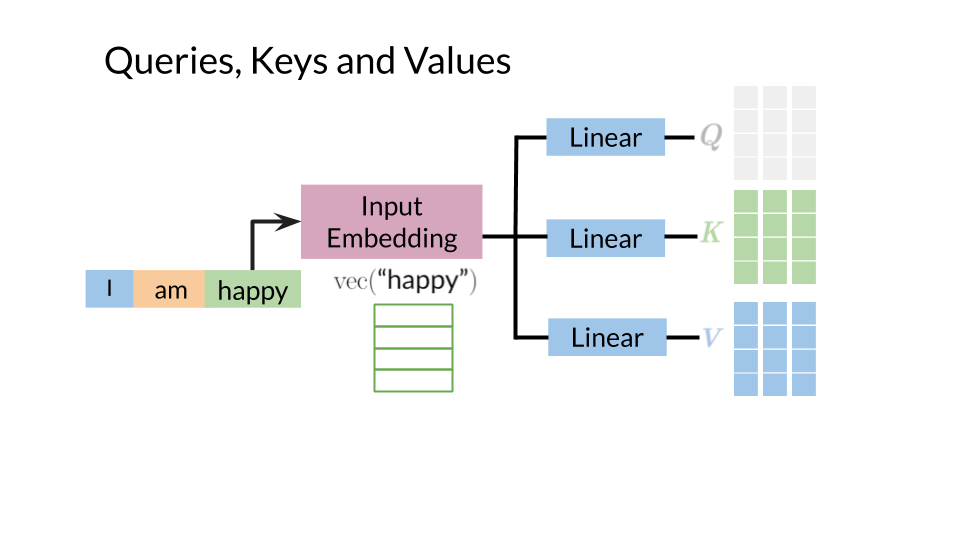 Queries, Keys and Values
Linear
Q
Input
Embedding
Linear
K
I am happy
vec(“happy”)
Linear
V